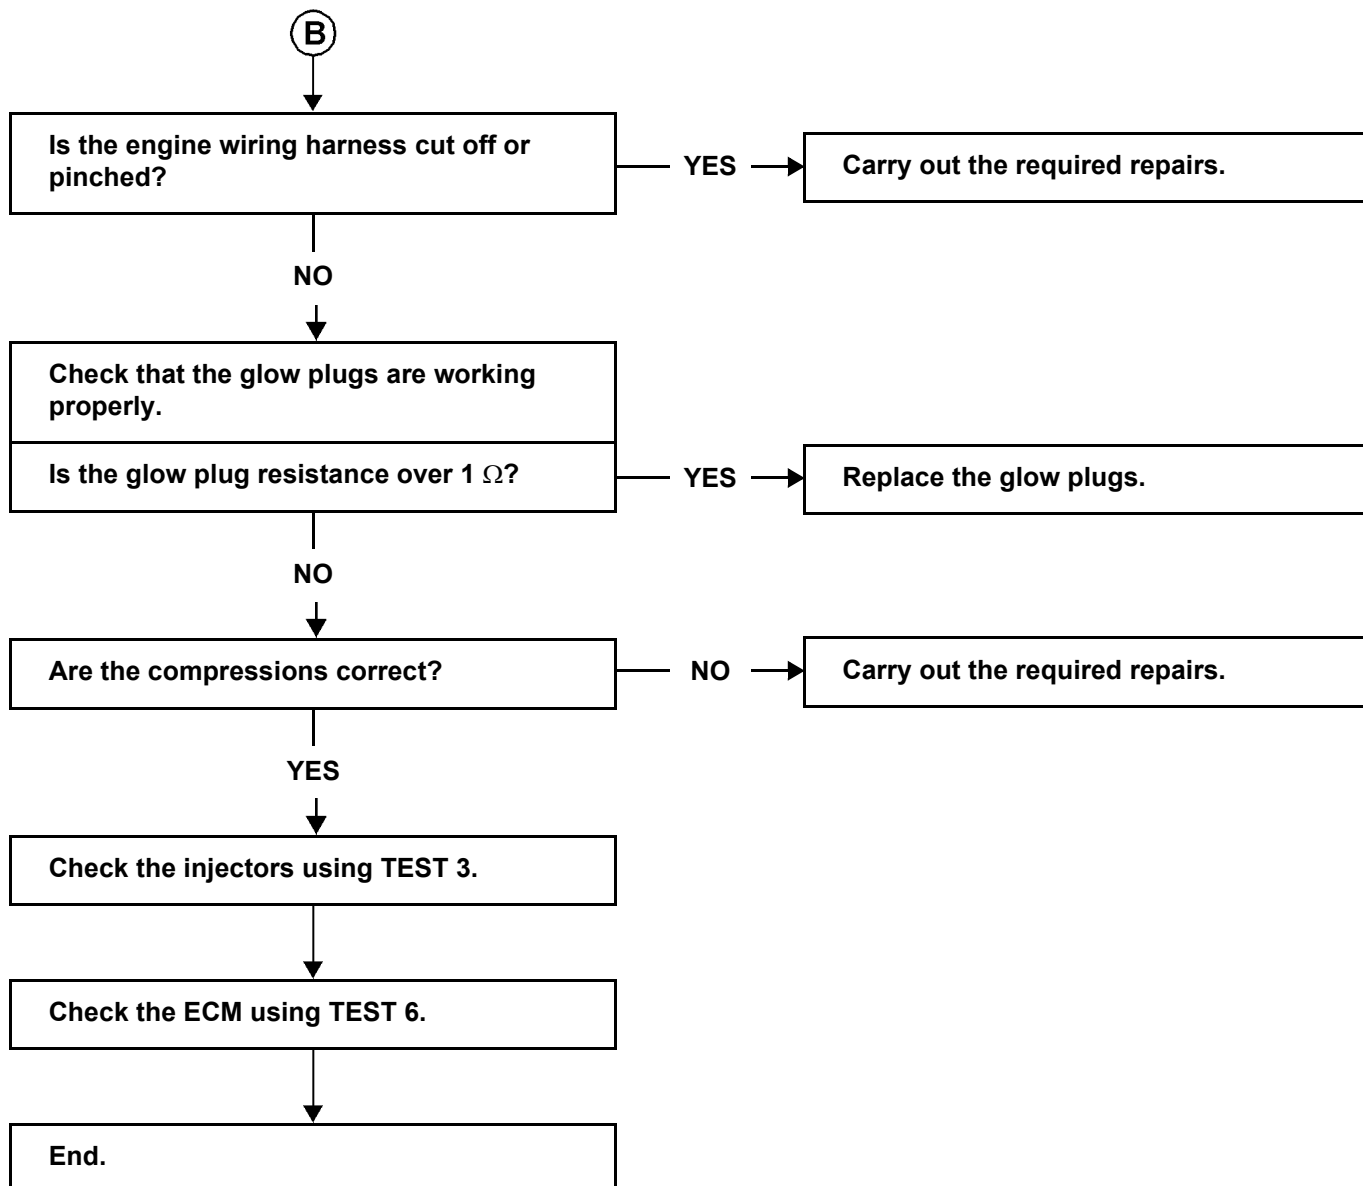 B
Is the engine wiring harness cut off or
pinched?
YES
Carry out the required repairs.
NO
Check that the glow plugs are working
properly.
Is the glow plug resistance over 1 Ω?
YES
Replace the glow plugs.
NO
Are the compressions correct?
NO
Carry out the required repairs.
YES
Check the injectors using TEST 3.
Check the ECM using TEST 6.
End.